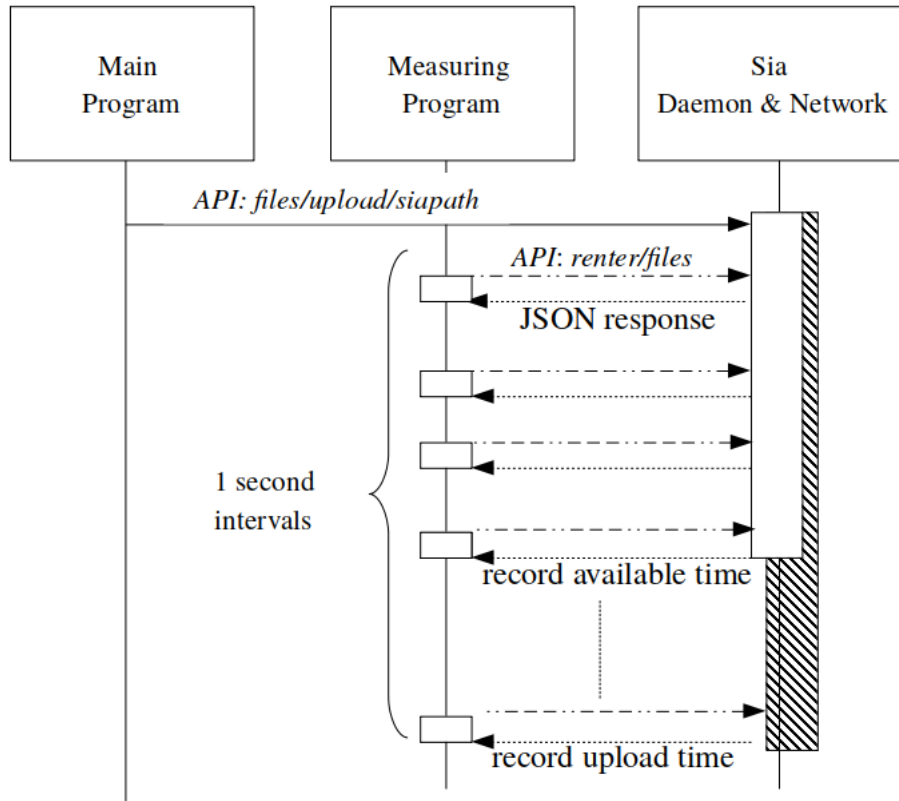 Main
Program
Measuring
Program
Sia
Daemon & Network
API: files/upload/siapath
API: renter/files
JSON response
1 second
intervals
record available time
record upload time